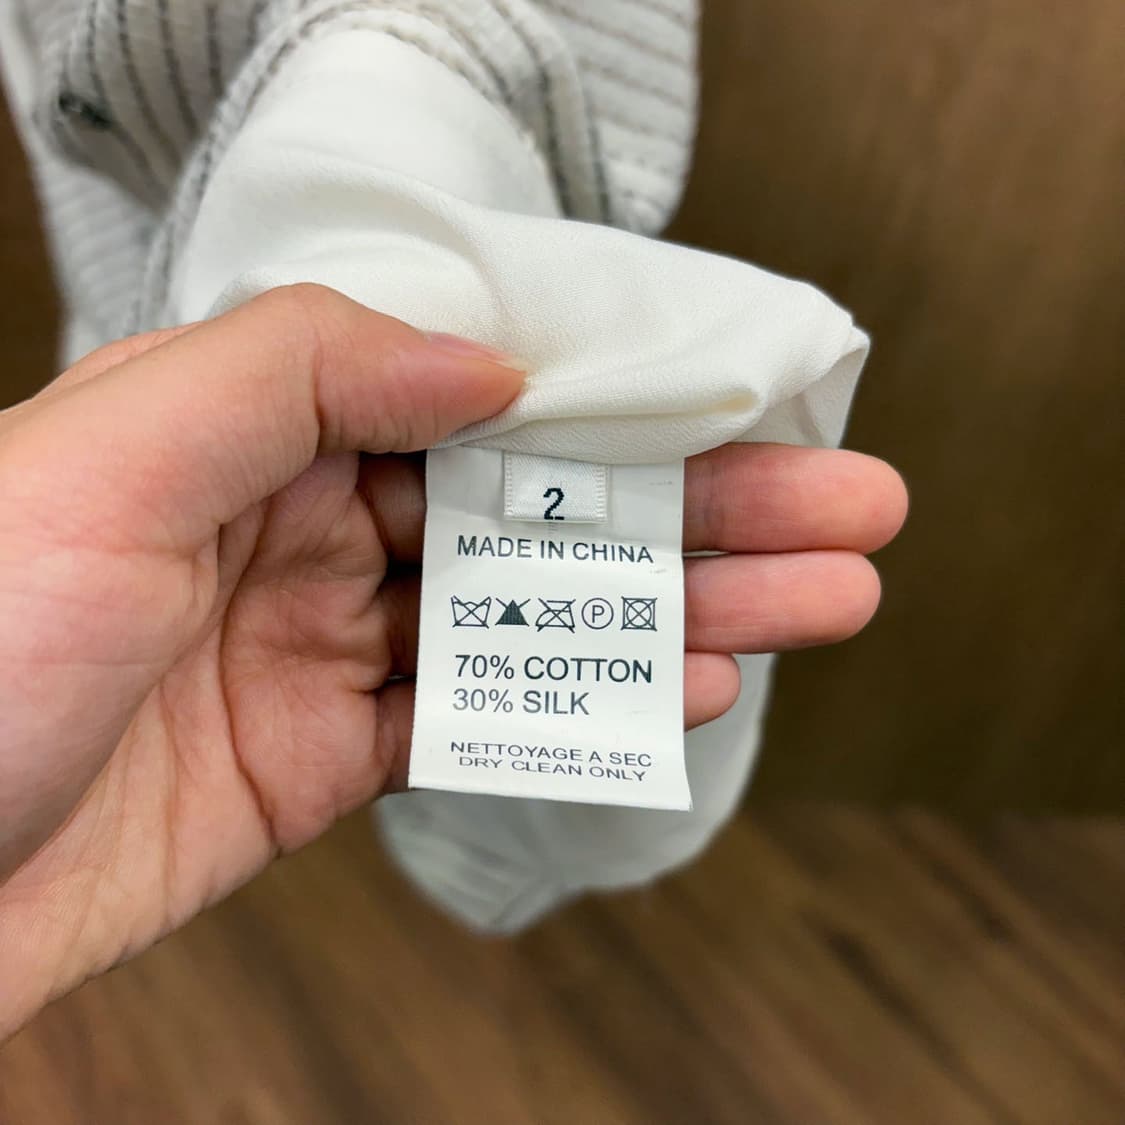 2
MADE IN CHINA
P
70% COTTON
30% SILK
NETTOYAGE A SEC
DRY CLEAN ONLY